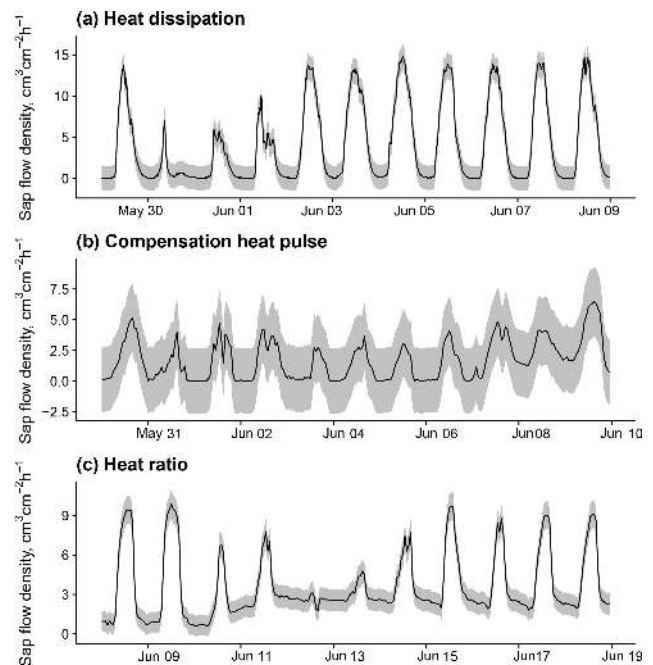 (a) Heat dissipation
Sap flow density, cm³cm⁻²h⁻¹
15
10
5
0
May 30 Jun 01 Jun 03 Jun 05 Jun 07 Jun 09
(b) Compensation heat pulse
Sap flow density, cm³cm⁻²h⁻¹
7.5
5.0
2.5
0.0
−2.5
May 31 Jun 02 Jun 04 Jun 06 Jun 08 Jun 10
(c) Heat ratio
Sap flow density, cm³cm⁻²h⁻¹
9
6
3
0
Jun 09 Jun 11 Jun 13 Jun 15 Jun17 Jun 19